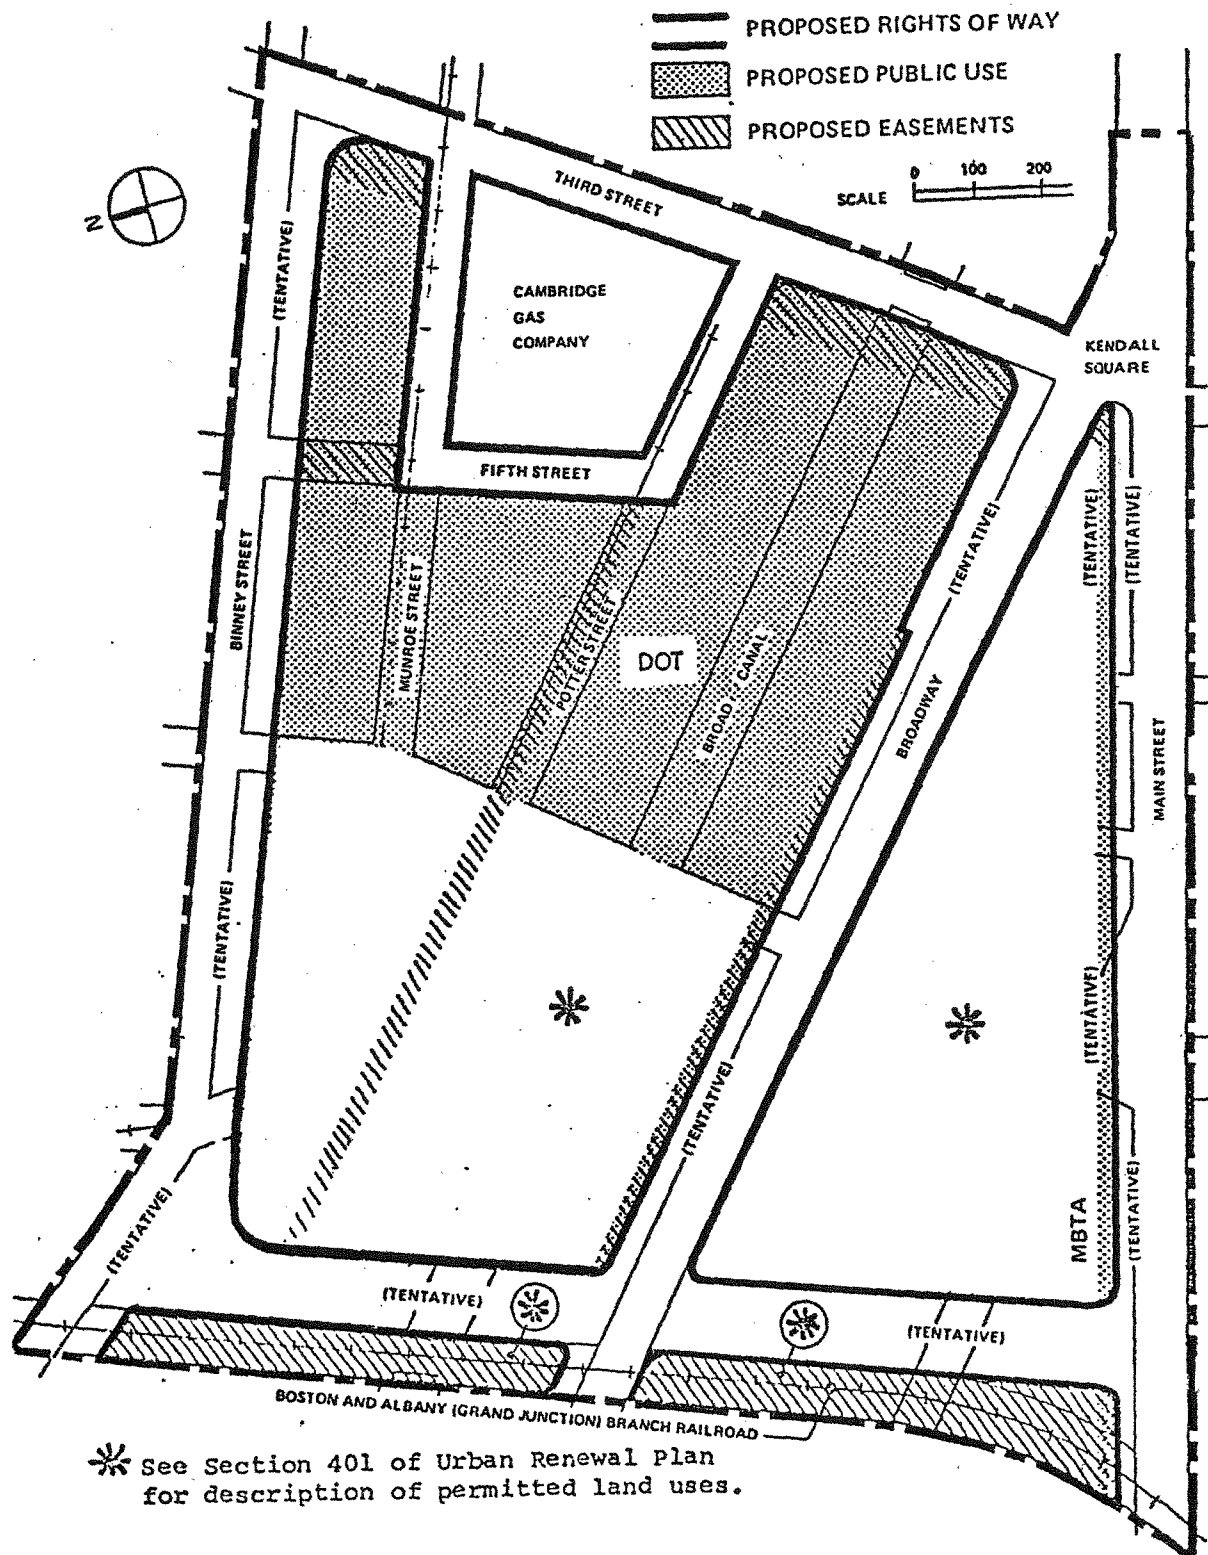 PROPOSED RIGHTS OF WAY
PROPOSED PUBLIC USE
PROPOSED EASEMENTS
SCALE
0 100 200
N
THIRD STREET
(TENTATIVE)
CAMBRIDGE
GAS
COMPANY
KENDALL
SQUARE
FIFTH STREET
(TENTATIVE)
(TENTATIVE)
(TENTATIVE)
BINNEY STREET
MUNROE STREET
POTTER STREET
DOT
BROAD CANAL
BROADWAY
MAIN STREET
(TENTATIVE)
(TENTATIVE)
(TENTATIVE)
(TENTATIVE)
MBTA
(TENTATIVE)
(TENTATIVE)
(TENTATIVE)
BOSTON AND ALBANY (GRAND JUNCTION) BRANCH RAILROAD
See Section 401 of Urban Renewal Plan
for description of permitted land uses.